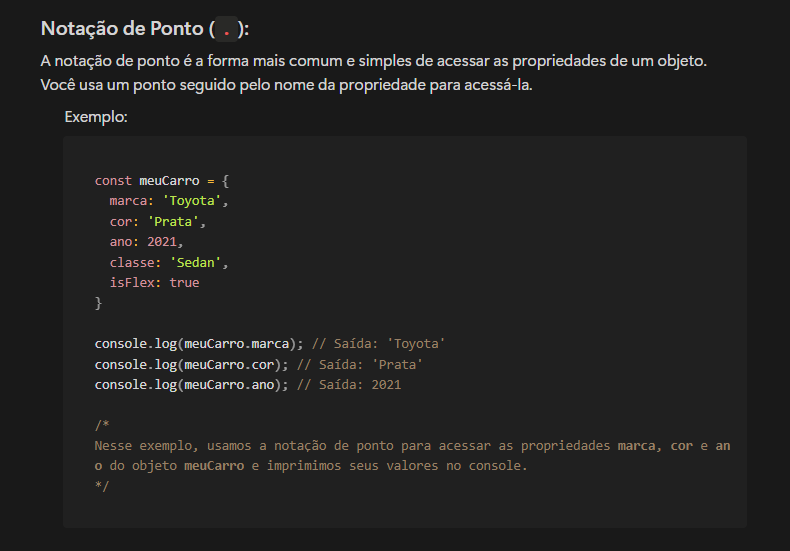 Notação de Ponto ( . ):
A notação de ponto é a forma mais comum e simples de acessar as propriedades de um objeto.
Você usa um ponto seguido pelo nome da propriedade para acessá-la.
Exemplo:
const meuCarro = {
  marca: 'Toyota',
  cor: 'Prata',
  ano: 2021,
  classe: 'Sedan',
  isFlex: true
}
console.log(meuCarro.marca); // Saída: 'Toyota'
console.log(meuCarro.cor); // Saída: 'Prata'
console.log(meuCarro.ano); // Saída: 2021
/*
Nesse exemplo, usamos a notação de ponto para acessar as propriedades marca, cor e an
o do objeto meuCarro e imprimimos seus valores no console.
*/